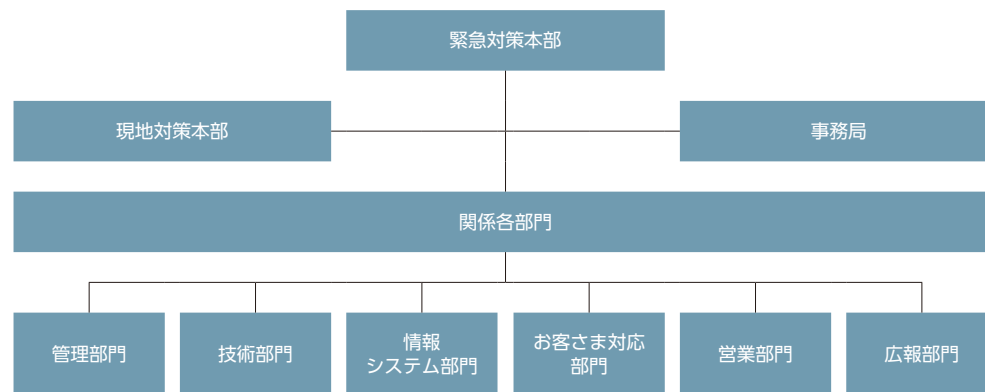 緊急対策本部
現地対策本部
事務局
関係各部門
管理部門
技術部門
情報
システム部門
お客さま対応
部門
営業部門
広報部門